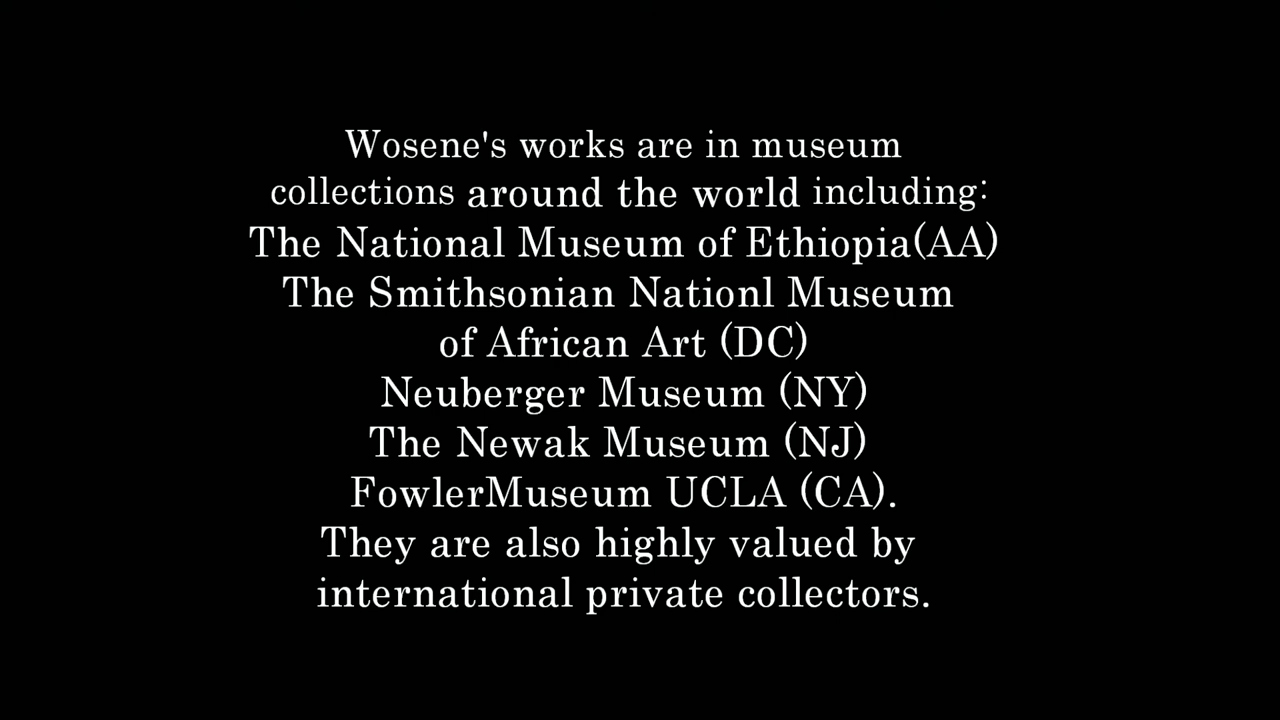 Wosene's works are in museum
collections around the world including:
The National Museum of Ethiopia(AA)
The Smithsonian Nationl Museum
of African Art (DC)
Neuberger Museum (NY)
The Newak Museum (NJ)
FowlerMuseum UCLA (CA).
They are also highly valued by
international private collectors.